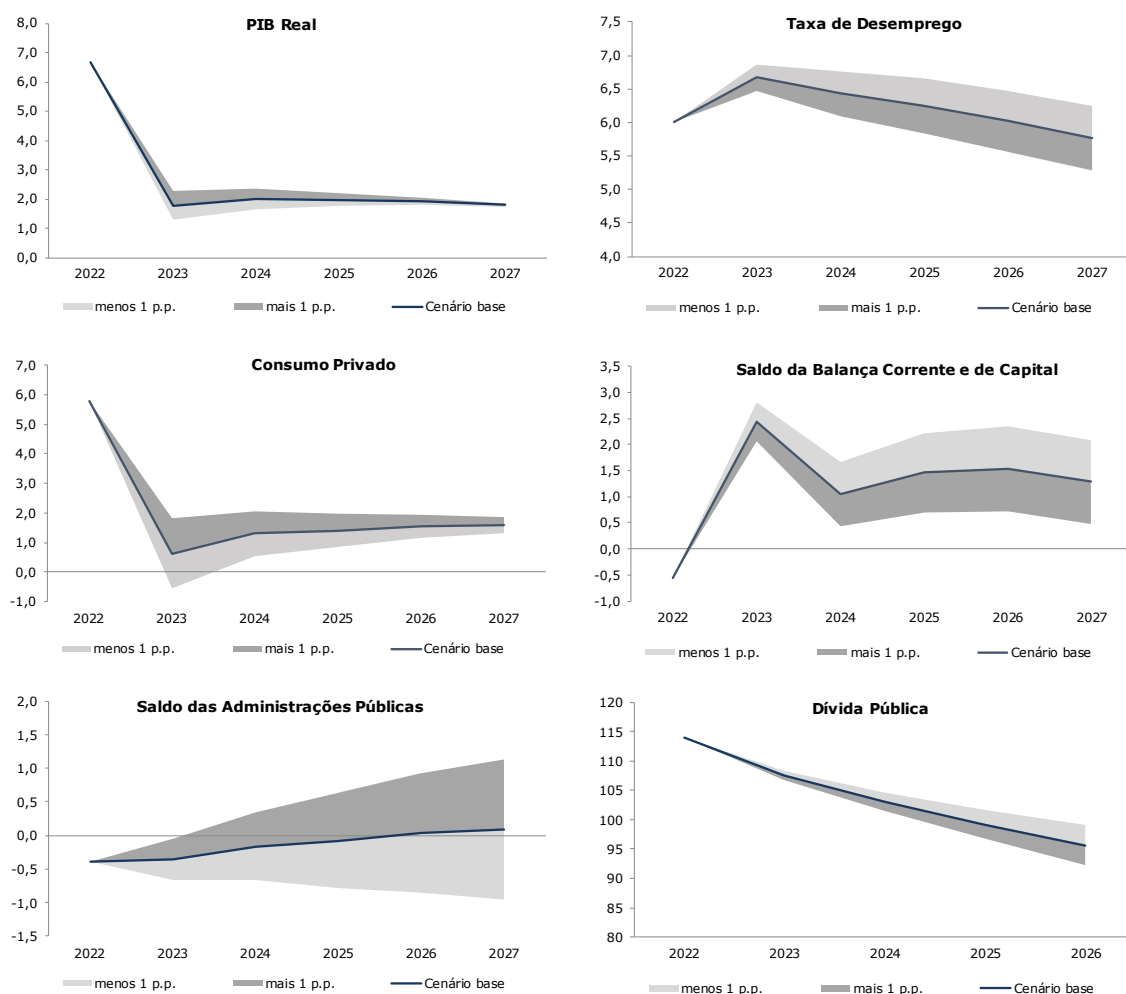 PIB Real
8,0
7,0
6,0
5,0
4,0
3,0
2,0
1,0
0,0
2022 2023 2024 2025 2026 2027
menos 1 p.p. mais 1 p.p. Cenário base
Taxa de Desemprego
7,5
7,0
6,5
6,0
5,5
5,0
4,5
4,0
2022 2023 2024 2025 2026 2027
menos 1 p.p. mais 1 p.p. Cenário base
Consumo Privado
7,0
6,0
5,0
4,0
3,0
2,0
1,0
0,0
-1,0
2022 2023 2024 2025 2026 2027
menos 1 p.p. mais 1 p.p. Cenário base
Saldo da Balança Corrente e de Capital
3,5
3,0
2,5
2,0
1,5
1,0
0,5
0,0
-0,5
-1,0
2022 2023 2024 2025 2026 2027
menos 1 p.p. mais 1 p.p. Cenário base
Saldo das Administrações Públicas
2,0
1,5
1,0
0,5
0,0
-0,5
-1,0
-1,5
2022 2023 2024 2025 2026 2027
menos 1 p.p. mais 1 p.p. Cenário base
Dívida Pública
120
115
110
105
100
95
90
85
80
2022 2023 2024 2025 2026
menos 1 p.p. mais 1 p.p. Cenário base